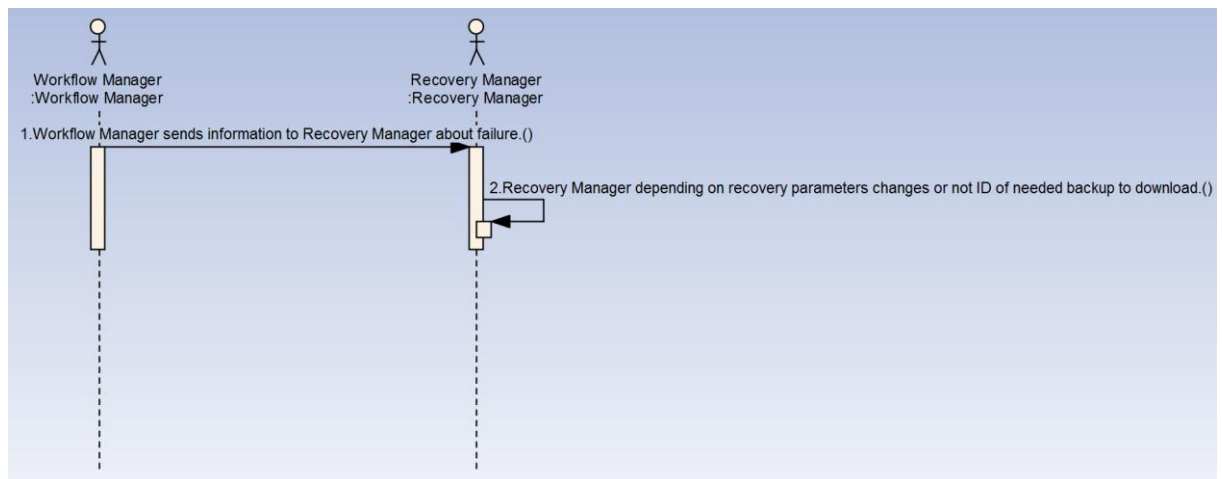 Workflow Manager
:Workflow Manager
Recovery Manager
:Recovery Manager
1.Workflow Manager sends information to Recovery Manager about failure.()
2.Recovery Manager depending on recovery parameters changes or not ID of needed backup to download.()